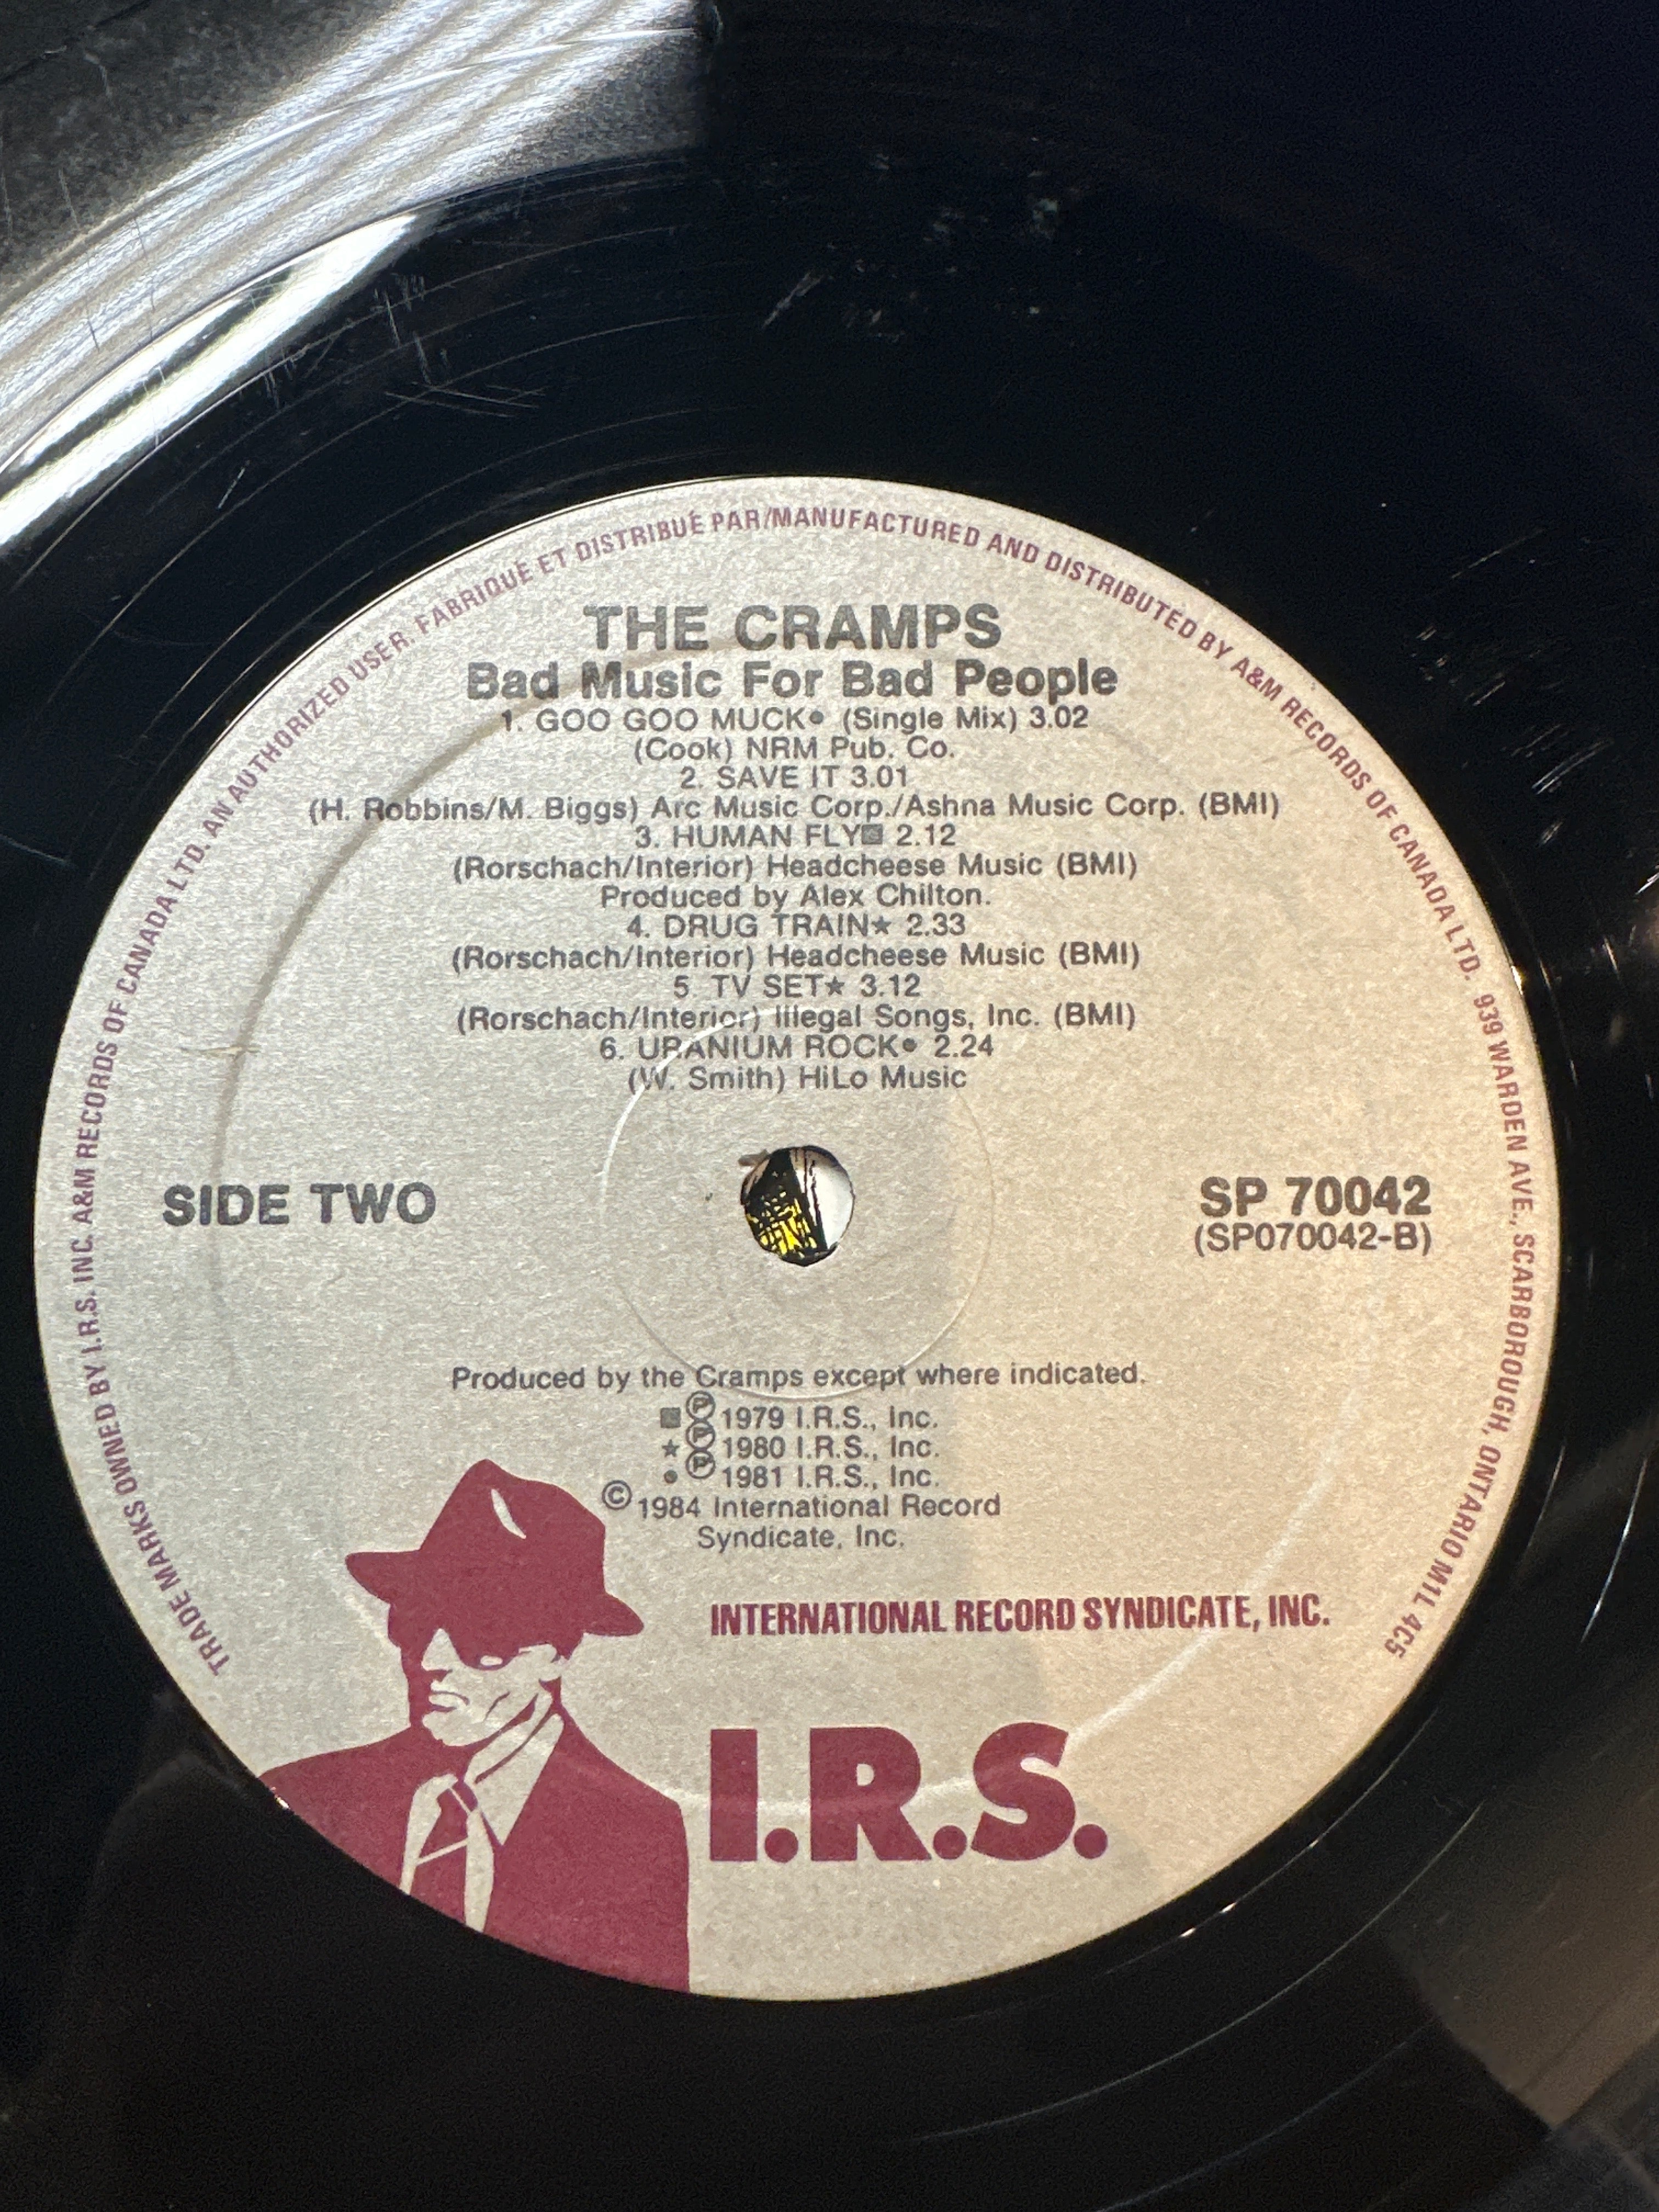 TRADE MARKS OWNED BY I.R.S. INC. A&M RECORDS OF CANADA LTD. AN AUTHORIZED USER. FABRIQUE ET DISTRIBUÉ PAR/MANUFACTURED AND DISTRIBUTED BY A&M RECORDS OF CANADA LTD. 939 WARDEN AVE., SCARBOROUGH, ONTARIO M1L 4C5
THE CRAMPS
Bad Music For Bad People
1. GOO GOO MUCK● (Single Mix) 3.02
(Cook) NRM Pub. Co.
2. SAVE IT 3.01
(H. Robbins/M. Biggs) Arc Music Corp./Ashna Music Corp. (BMI)
3. HUMAN FLY■ 2.12
(Rorschach/Interior) Headcheese Music (BMI)
Produced by Alex Chilton.
4. DRUG TRAIN★ 2.33
(Rorschach/Interior) Headcheese Music (BMI)
5. TV SET★ 3.12
(Rorschach/Interior) Illegal Songs, Inc. (BMI)
6. URANIUM ROCK● 2.24
(W. Smith) HiLo Music
SIDE TWO
SP 70042
(SP070042-B)
Produced by the Cramps except where indicated.
■ ℗ 1979 I.R.S., Inc.
★ ℗ 1980 I.R.S., Inc.
● ℗ 1981 I.R.S., Inc.
© 1984 International Record
Syndicate, Inc.
INTERNATIONAL RECORD SYNDICATE, INC.
I.R.S.